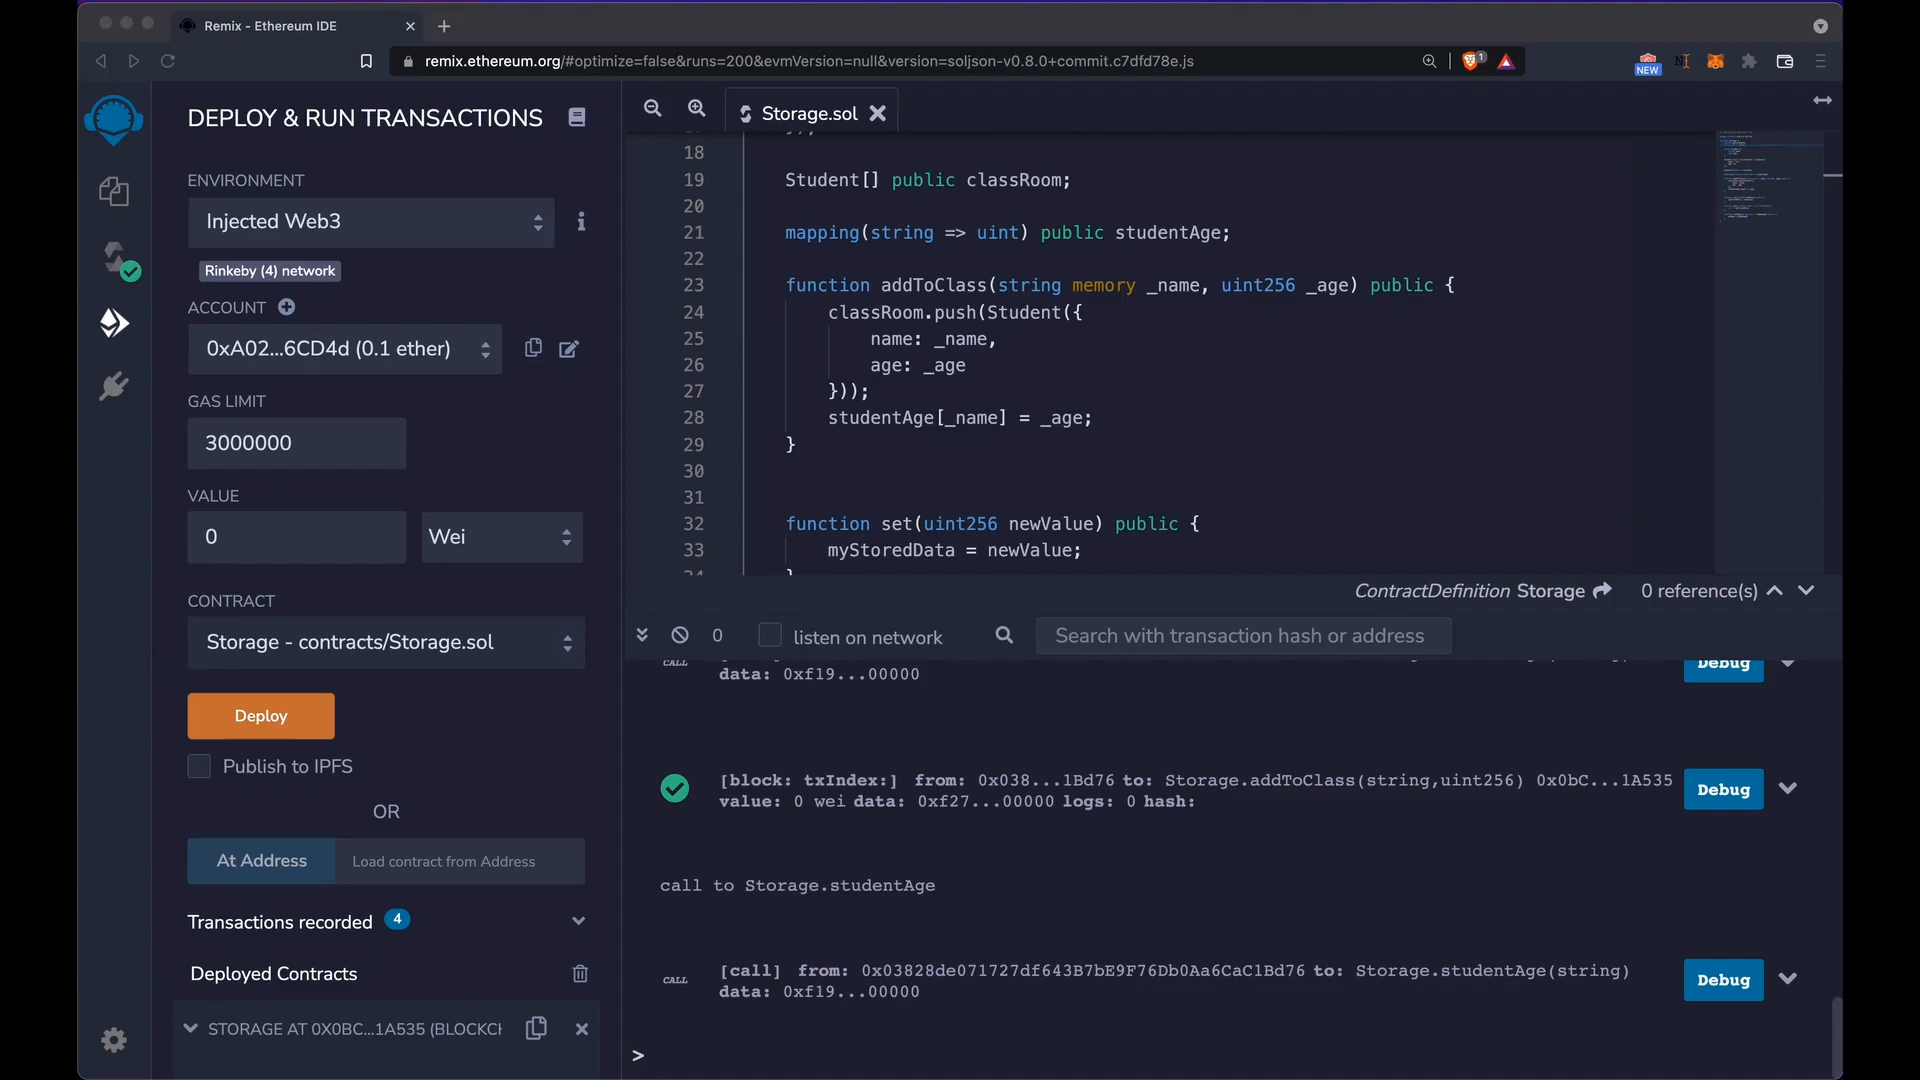 Remix - Ethereum IDE
remix.ethereum.org/#optimize=false&runs=200&evmVersion=null&version=soljson-v0.8.0+commit.c7dfd78e.js
1
NEW
DEPLOY & RUN TRANSACTIONS
ENVIRONMENT
Injected Web3
Rinkeby (4) network
ACCOUNT
0xA02...6CD4d (0.1 ether)
GAS LIMIT
3000000
VALUE
0
Wei
CONTRACT
Storage - contracts/Storage.sol
Deploy
Publish to IPFS
OR
At Address
Load contract from Address
Transactions recorded 4
Deployed Contracts
STORAGE AT 0X0BC...1A535 (BLOCKCH
Storage.sol
18
19 Student[] public classRoom;
20
21 mapping(string => uint) public studentAge;
22
23 function addToClass(string memory _name, uint256 _age) public {
24 classRoom.push(Student({
25 name: _name,
26 age: _age
27 }));
28 studentAge[_name] = _age;
29 }
30
31
32 function set(uint256 newValue) public {
33 myStoredData = newValue;
34 }
ContractDefinition Storage
0 reference(s)
0
listen on network
Search with transaction hash or address
CALL
data: 0xf19...00000
Debug
[block: txIndex:] from: 0x038...1Bd76 to: Storage.addToClass(string,uint256) 0x0bC...1A535
value: 0 wei data: 0xf27...00000 logs: 0 hash:
Debug
call to Storage.studentAge
CALL
[call] from: 0x03828de071727df643B7bE9F76Db0Aa6CaC1Bd76 to: Storage.studentAge(string)
data: 0xf19...00000
Debug
>